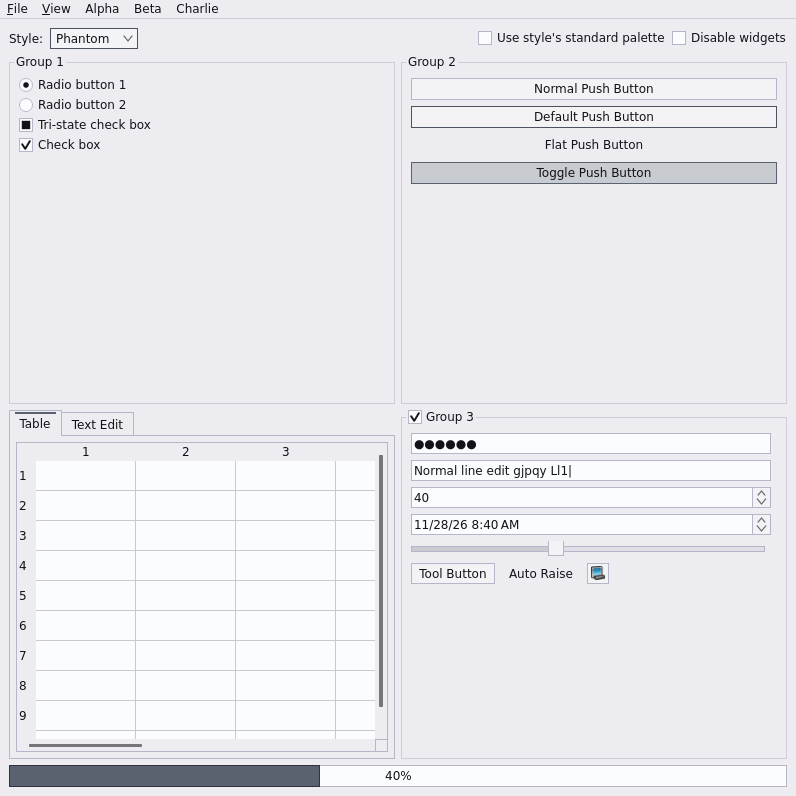 File View Alpha Beta Charlie
Style: Phantom Use style's standard palette Disable widgets
Group 1
Radio button 1
Radio button 2
Tri-state check box
Check box
Group 2
Normal Push Button
Default Push Button
Flat Push Button
Toggle Push Button
Table Text Edit
1 2 3
1
2
3
4
5
6
7
8
9
Group 3
●●●●●●
Normal line edit gjpqy Ll1
40
11/28/26 8:40 AM
Tool Button Auto Raise
40%